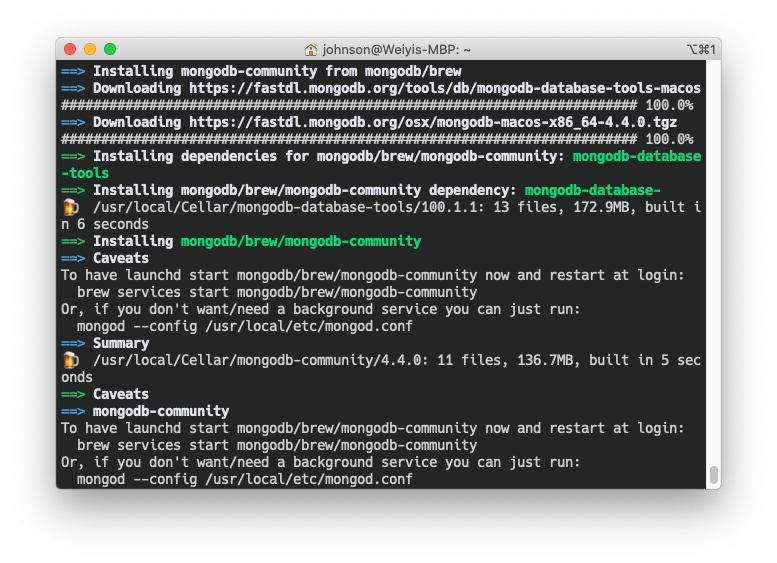 johnson@Weiyis-MBP: ~
⌥⌘1
==> Installing mongodb-community from mongodb/brew
==> Downloading https://fastdl.mongodb.org/tools/db/mongodb-database-tools-macos
######################################################################## 100.0%
==> Downloading https://fastdl.mongodb.org/osx/mongodb-macos-x86_64-4.4.0.tgz
######################################################################## 100.0%
==> Installing dependencies for mongodb/brew/mongodb-community: mongodb-database
-tools
==> Installing mongodb/brew/mongodb-community dependency: mongodb-database-
🍺  /usr/local/Cellar/mongodb-database-tools/100.1.1: 13 files, 172.9MB, built i
n 6 seconds
==> Installing mongodb/brew/mongodb-community
==> Caveats
To have launchd start mongodb/brew/mongodb-community now and restart at login:
  brew services start mongodb/brew/mongodb-community
Or, if you don't want/need a background service you can just run:
  mongod --config /usr/local/etc/mongod.conf
==> Summary
🍺  /usr/local/Cellar/mongodb-community/4.4.0: 11 files, 136.7MB, built in 5 sec
onds
==> Caveats
==> mongodb-community
To have launchd start mongodb/brew/mongodb-community now and restart at login:
  brew services start mongodb/brew/mongodb-community
Or, if you don't want/need a background service you can just run:
  mongod --config /usr/local/etc/mongod.conf